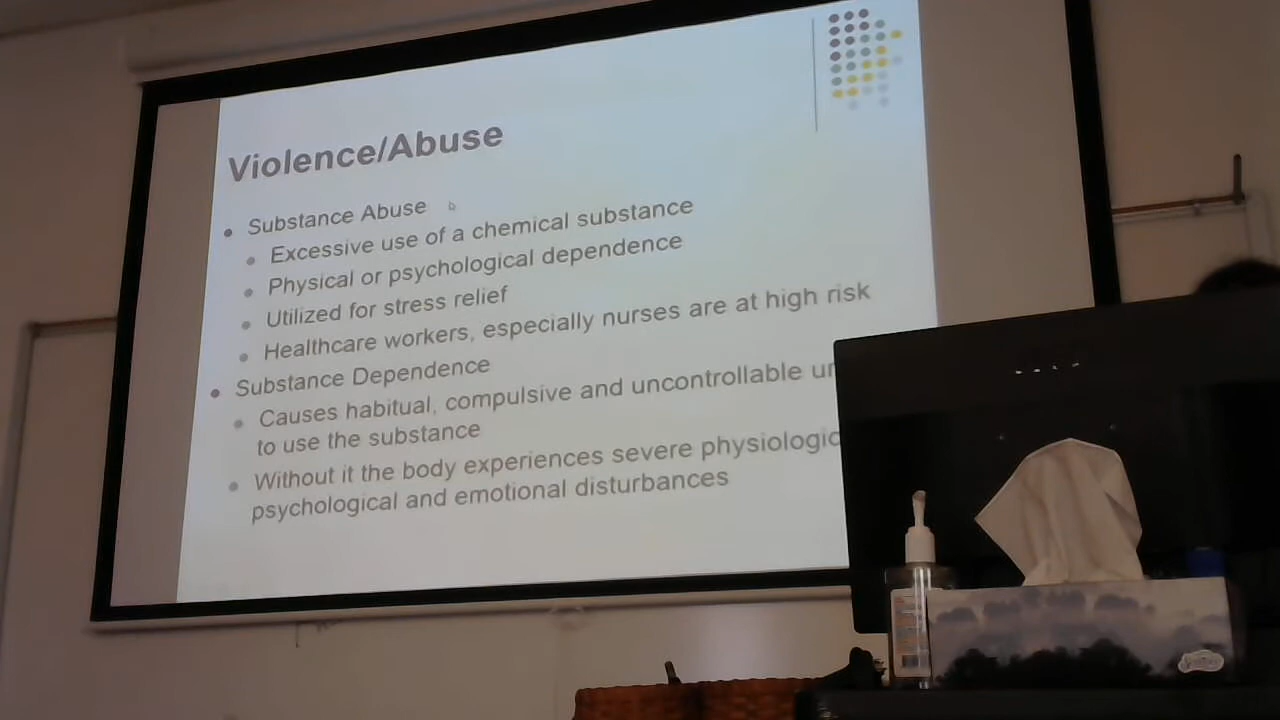 Violence/Abuse
Substance Abuse
Excessive use of a chemical substance
Physical or psychological dependence
Utilized for stress relief
Healthcare workers, especially nurses are at high risk
Substance Dependence
Causes habitual, compulsive and uncontrollable
to use the substance
Without it the body experiences severe
psychological and emotional disturbances